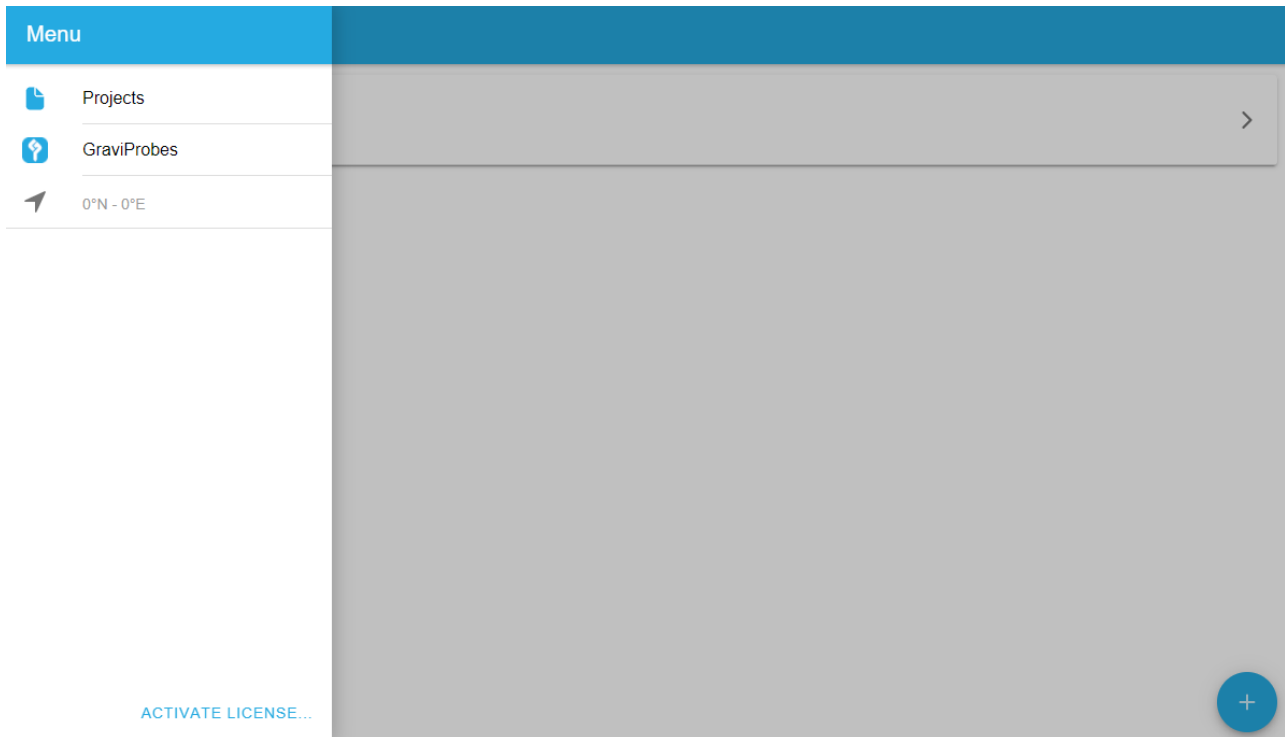 Menu
Projects
GraviProbes
0°N - 0°E
ACTIVATE LICENSE...